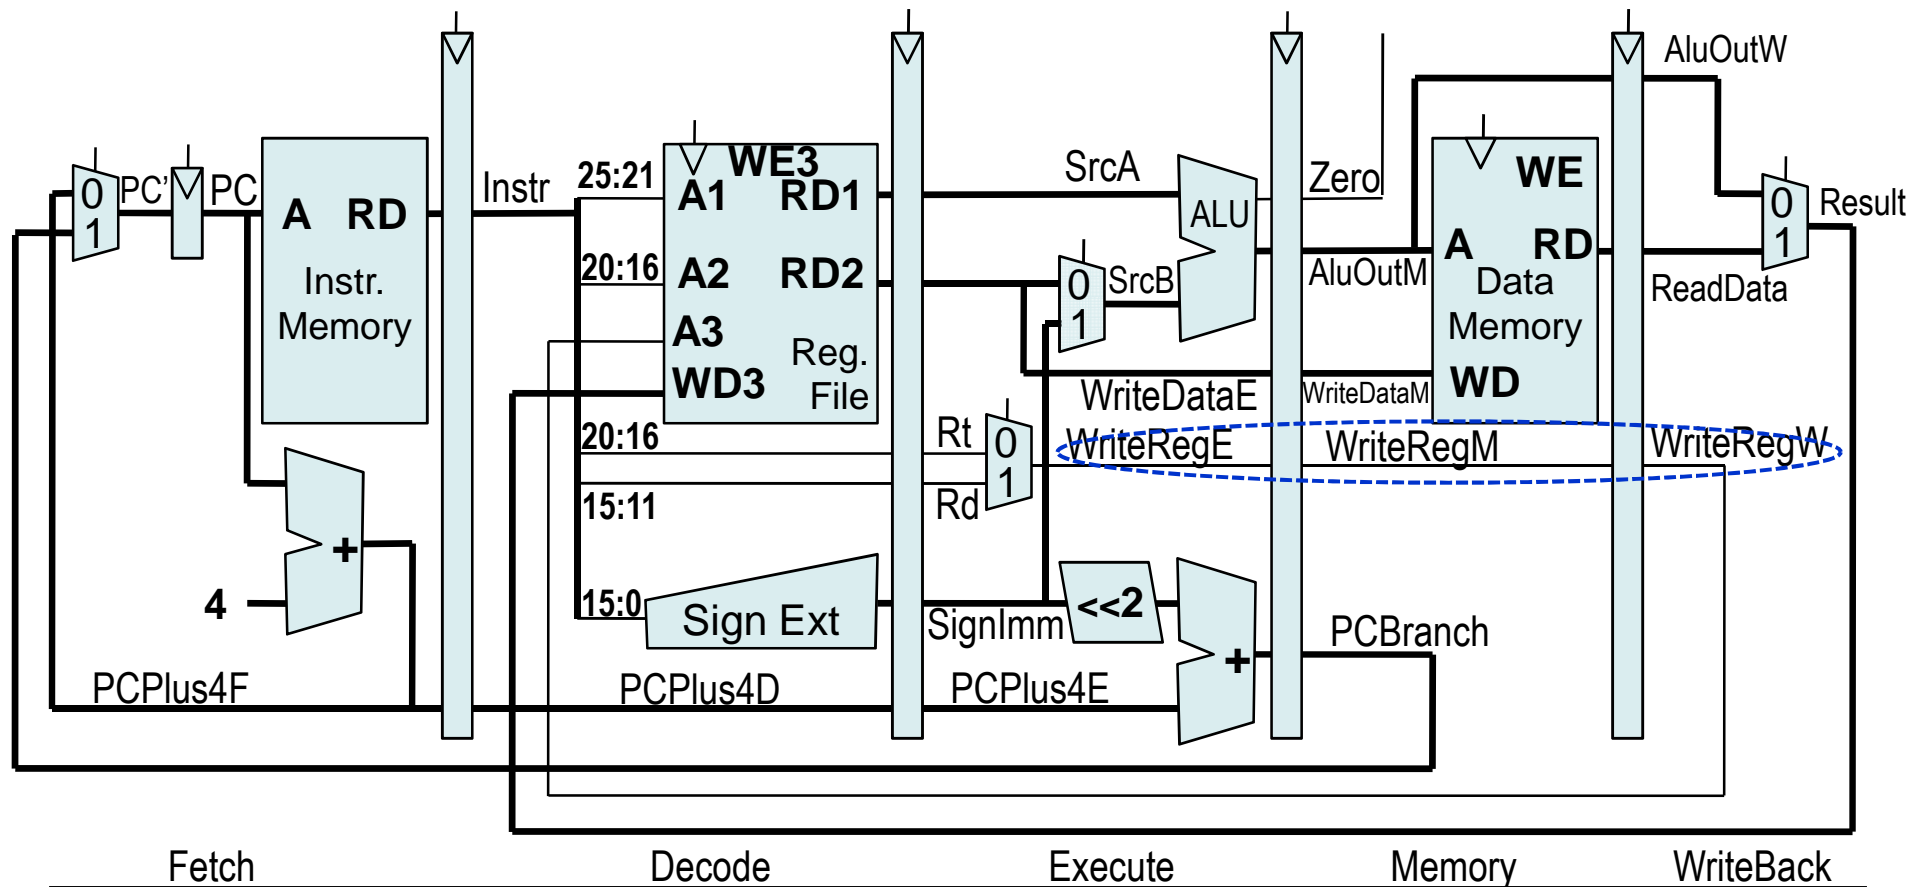 AluOutW
PC'
0
1
PC
A RD
Instr.
Memory
Instr
25:21
20:16
WE3
A1 RD1
A2 RD2
A3
WD3
Reg.
File
SrcA
0
1
SrcB
ALU
Zero
AluOutM
WE
A RD
Data
Memory
WD
ReadData
0
1
Result
WriteDataE
WriteDataM
20:16
15:11
Rt
Rd
0
1
WriteRegE
WriteRegM
WriteRegW
+
4
15:0
Sign Ext
SignImm
<<2
+
PCBranch
PCPlus4F
PCPlus4D
PCPlus4E
Fetch
Decode
Execute
Memory
WriteBack